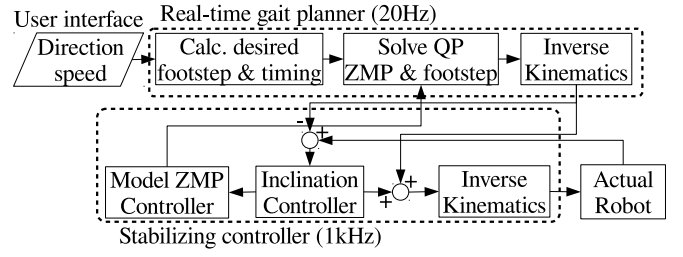 User interface
Real-time gait planner (20Hz)
Direction
speed
Calc. desired
footstep & timing
Solve QP
ZMP & footstep
Inverse
Kinematics
-
+
Model ZMP
Controller
Inclination
Controller
+
+
Inverse
Kinematics
Actual
Robot
Stabilizing controller (1kHz)